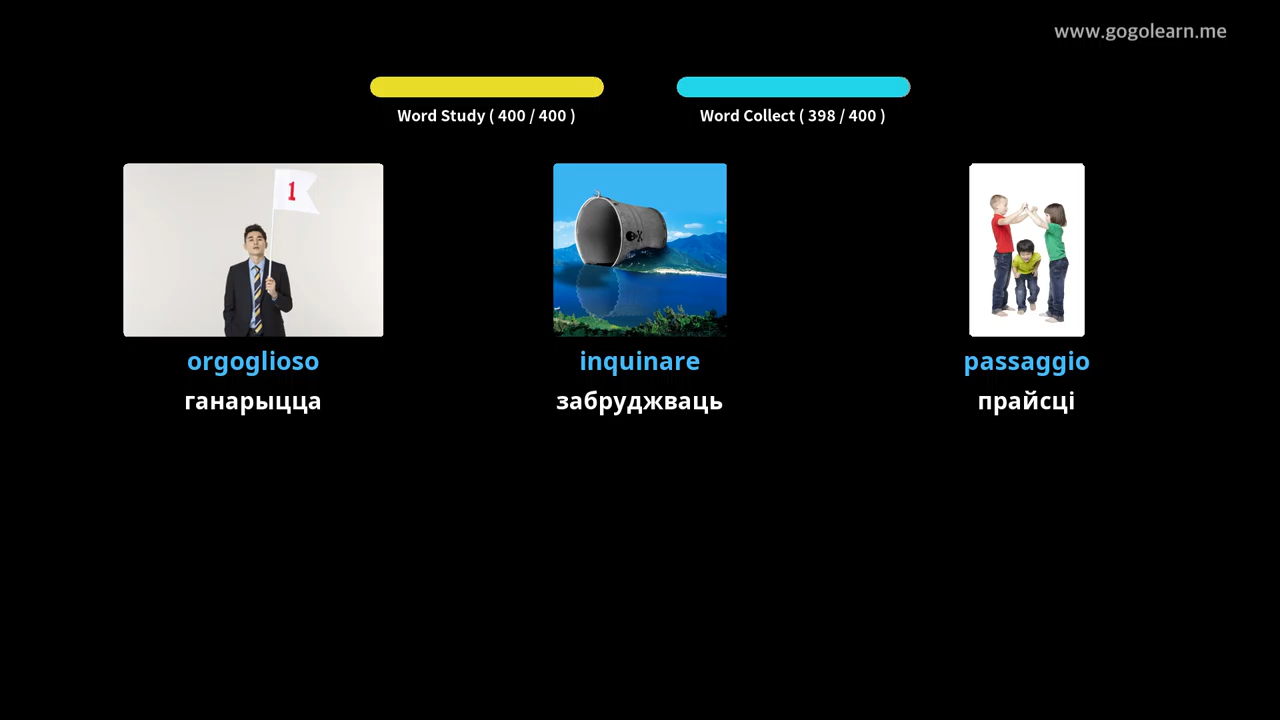 www.gogolearn.me
Word Study ( 400 / 400 )
Word Collect ( 398 / 400 )
1
orgoglioso
inquinare
passaggio
ганарыцца
забруджваць
прайсці